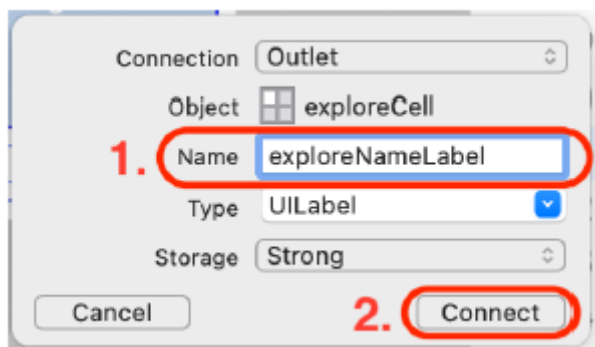 Connection Outlet
Object exploreCell
1. Name exploreNameLabel
Type UILabel
Storage Strong
Cancel 2. Connect